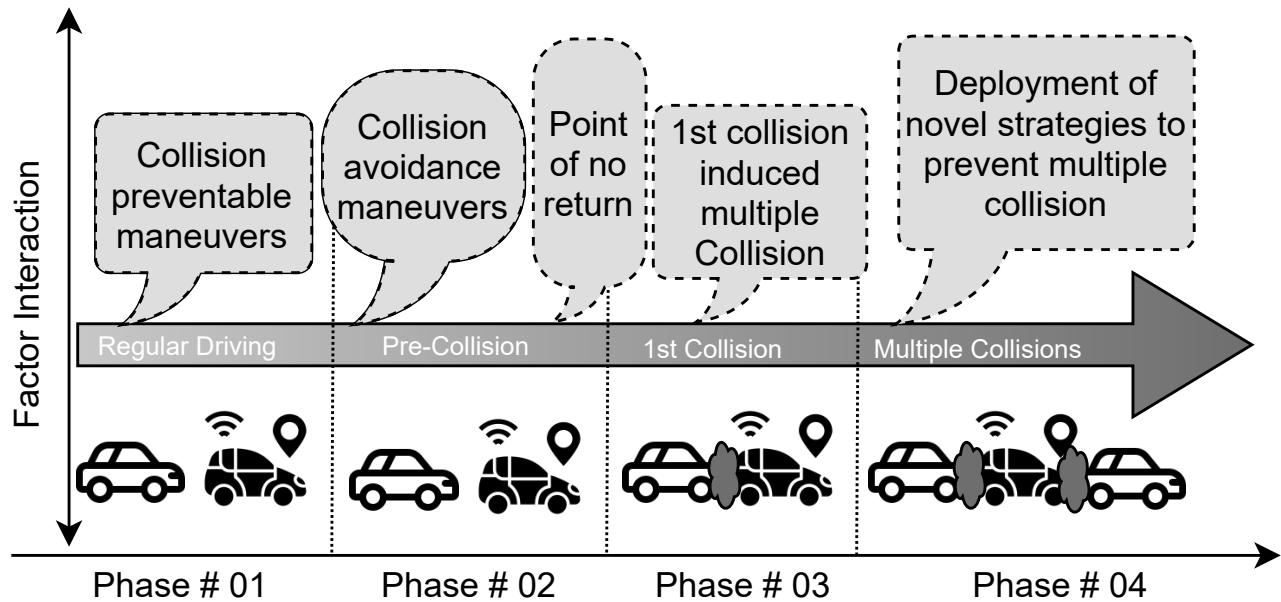 Factor Interaction
Collision
preventable
maneuvers
Collision
avoidance
maneuvers
Point
of no
return
1st collision
induced
multiple
Collision
Deployment of
novel strategies to
prevent multiple
collision
Regular Driving
Pre-Collision
1st Collision
Multiple Collisions
Phase # 01
Phase # 02
Phase # 03
Phase # 04